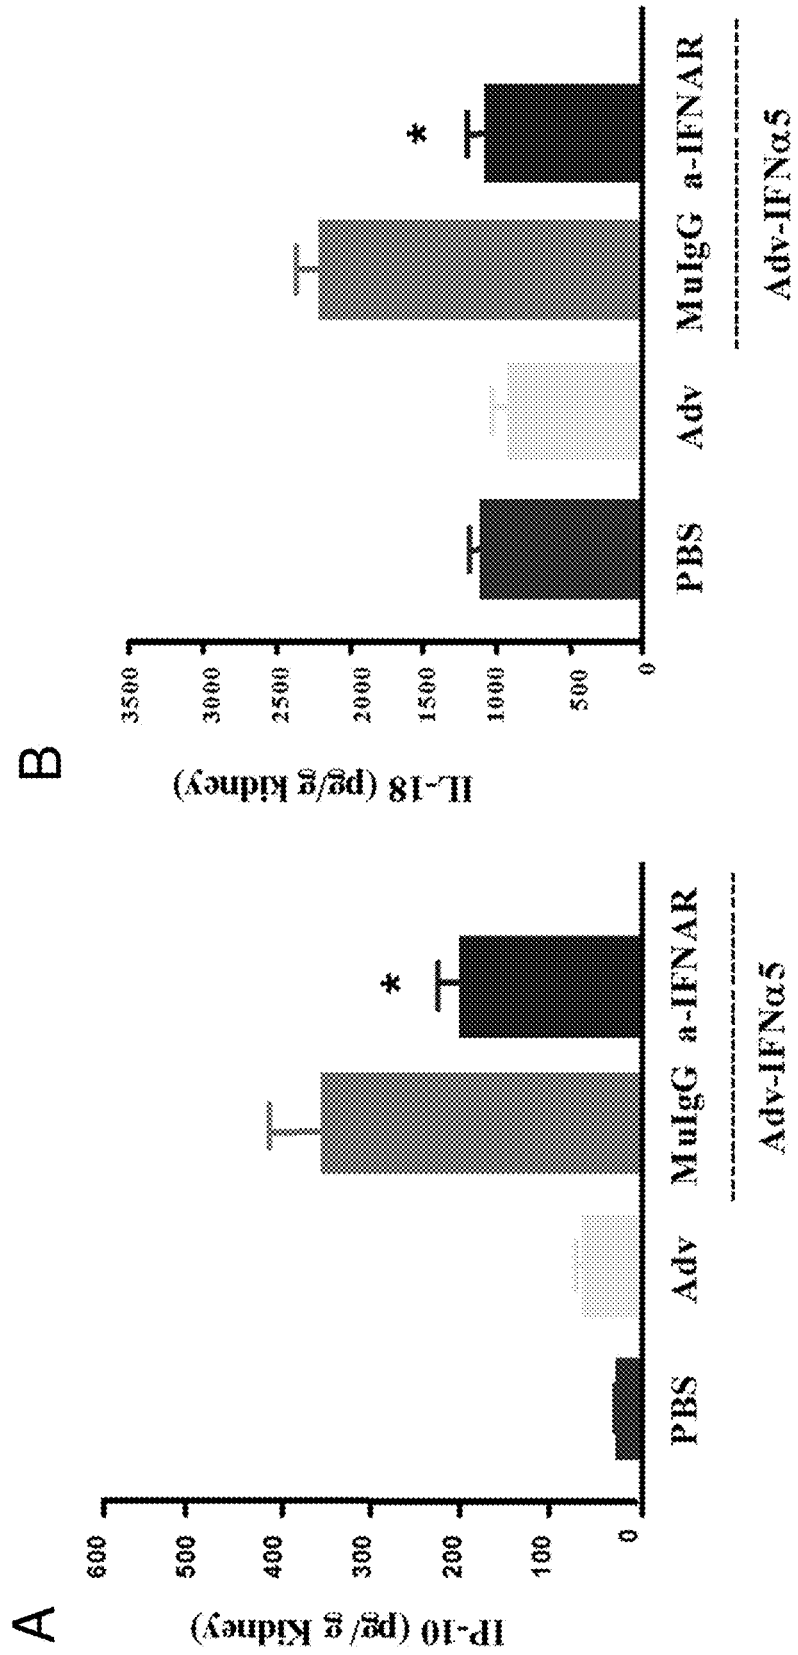 A
IP-10 (pg/ g Kidney)
600
500
400
300
200
100
0
PBS
Adv
MuIgG
a-IFNAR
*
Adv-IFNα5
B
IL-18 (pg/g kidney)
3500
3000
2500
2000
1500
1000
500
0
PBS
Adv
MuIgG
a-IFNAR
*
Adv-IFNα5